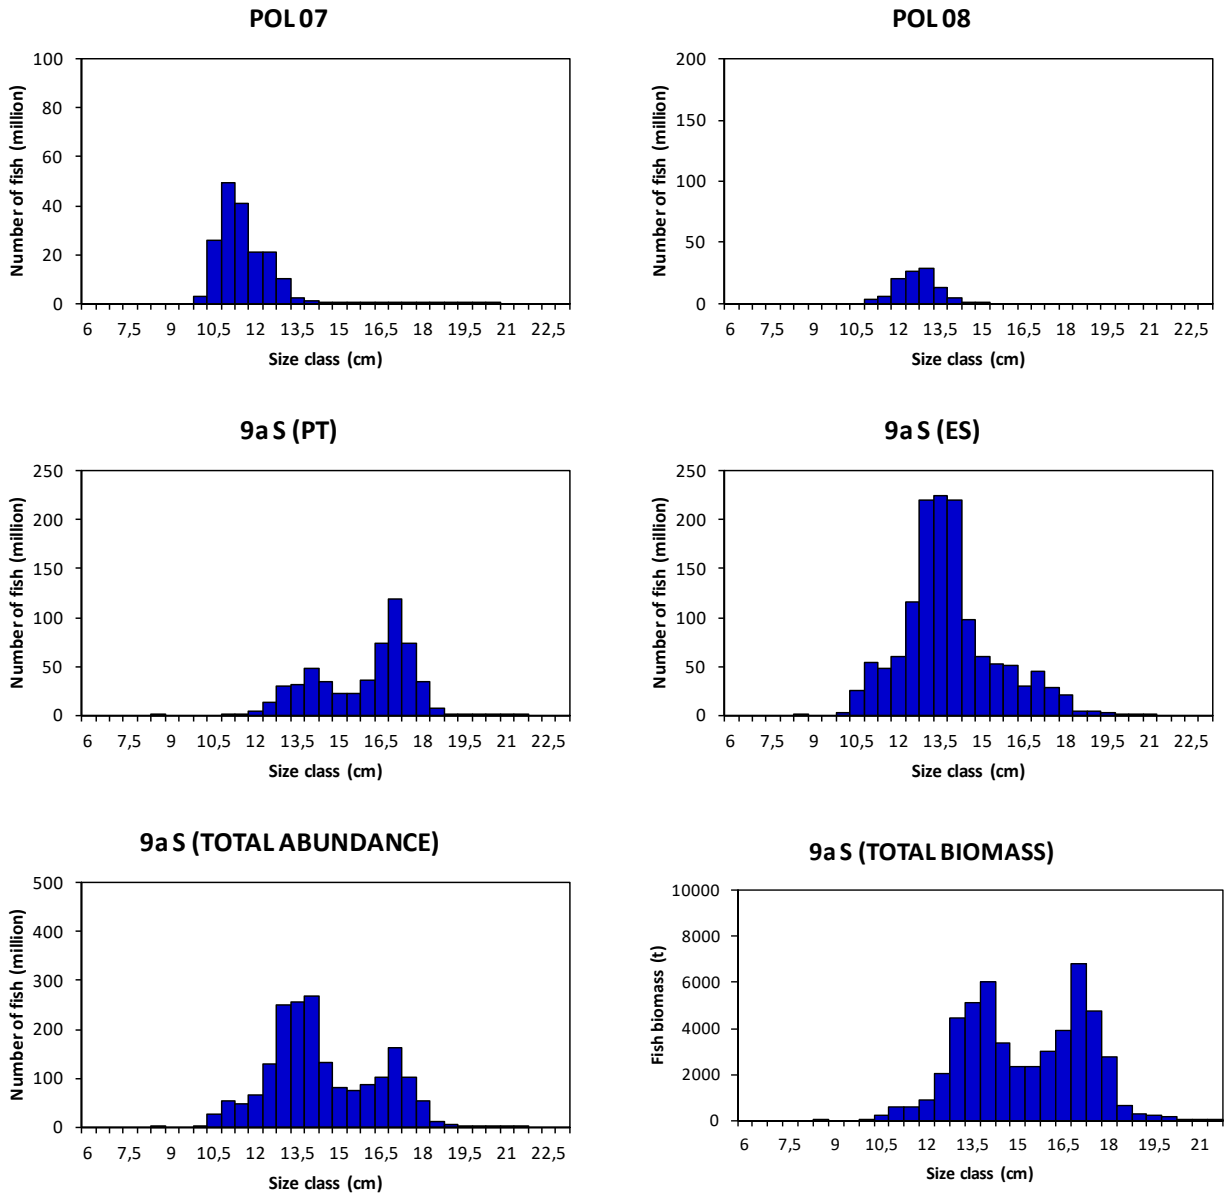 POL 07
100
80
60
40
20
0
Number of fish (million)
6 7,5 9 10,5 12 13,5 15 16,5 18 19,5 21 22,5
Size class (cm)
POL 08
200
150
100
50
0
Number of fish (million)
6 7,5 9 10,5 12 13,5 15 16,5 18 19,5 21 22,5
Size class (cm)
9a S (PT)
250
200
150
100
50
0
Number of fish (million)
6 7,5 9 10,5 12 13,5 15 16,5 18 19,5 21 22,5
Size class (cm)
9a S (ES)
250
200
150
100
50
0
Number of fish (million)
6 7,5 9 10,5 12 13,5 15 16,5 18 19,5 21 22,5
Size class (cm)
9a S (TOTAL ABUNDANCE)
500
400
300
200
100
0
Number of fish (million)
6 7,5 9 10,5 12 13,5 15 16,5 18 19,5 21 22,5
Size class (cm)
9a S (TOTAL BIOMASS)
10000
8000
6000
4000
2000
0
Fish biomass (t)
6 7,5 9 10,5 12 13,5 15 16,5 18 19,5 21
Size class (cm)